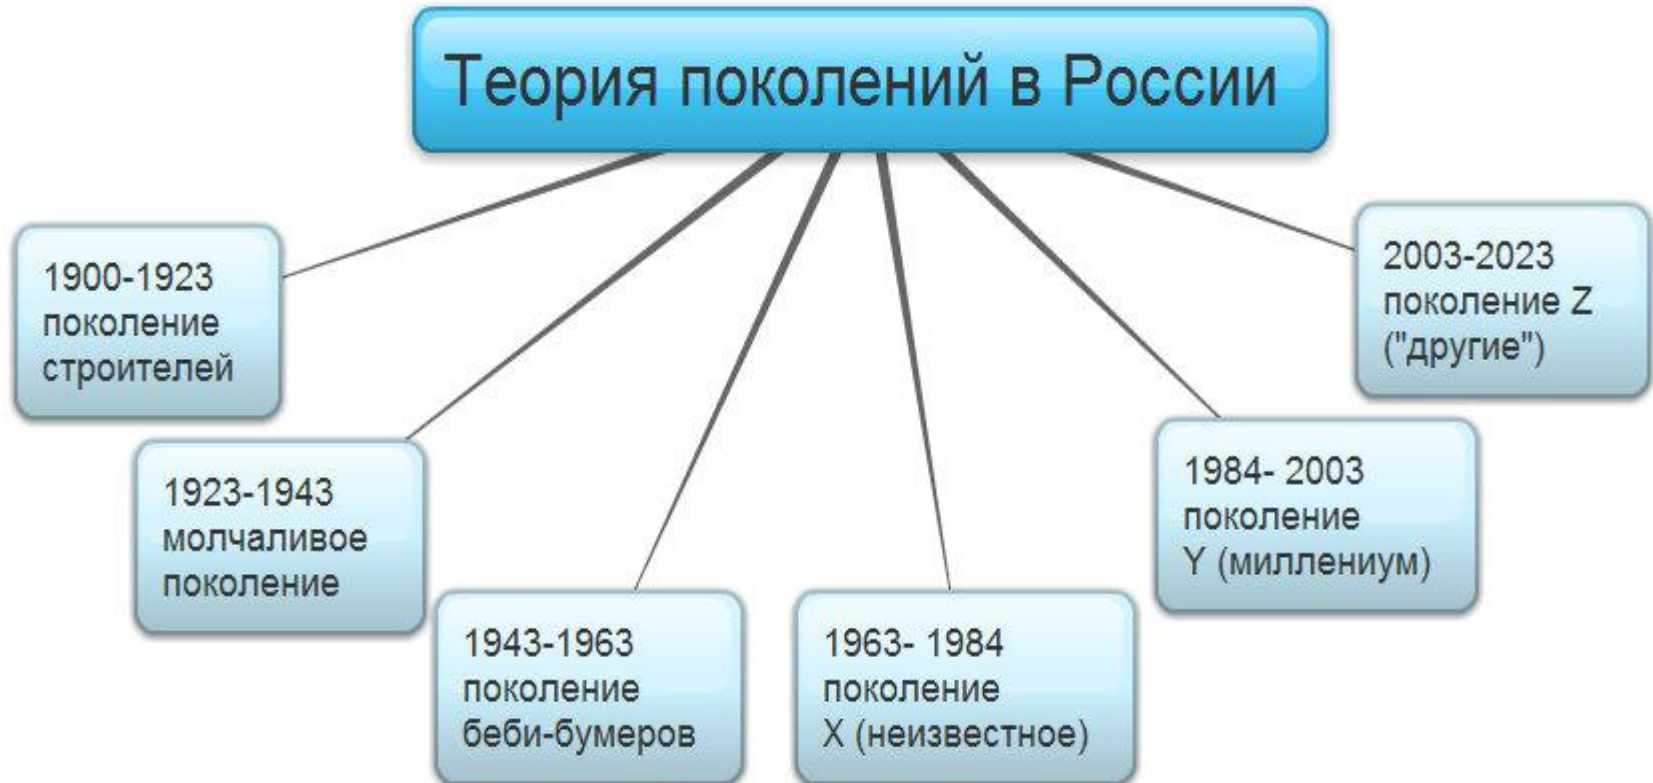 Теория поколений в России
1900-1923
поколение
строителей
1923-1943
молчаливое
поколение
1943-1963
поколение
беби-бумеров
1963- 1984
поколение
X (неизвестное)
1984- 2003
поколение
Y (миллениум)
2003-2023
поколение Z
("другие")